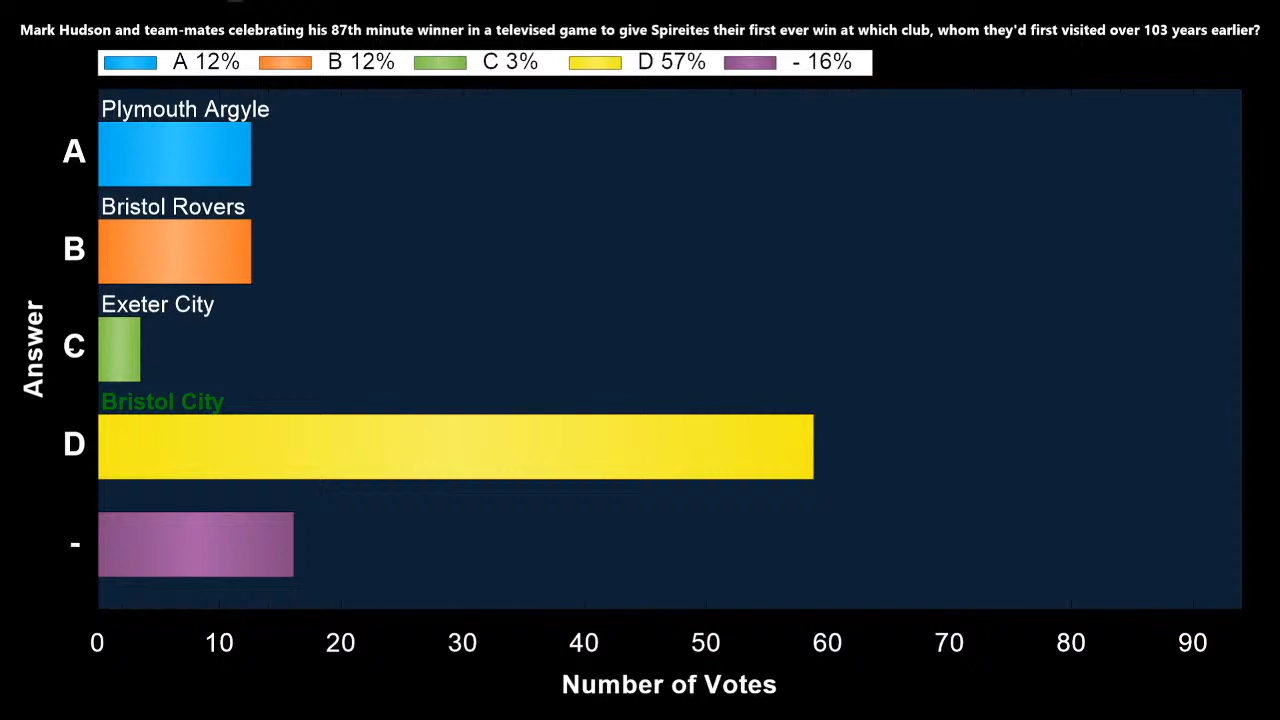 Mark Hudson and team-mates celebrating his 87th minute winner in a televised game to give Spireites their first ever win at which club, whom they'd first visited over 103 years earlier?
A 12% B 12% C 3% D 57% - 16%
Plymouth Argyle
A
Bristol Rovers
B
Exeter City
C
Bristol City
D
-
Answer
0 10 20 30 40 50 60 70 80 90
Number of Votes